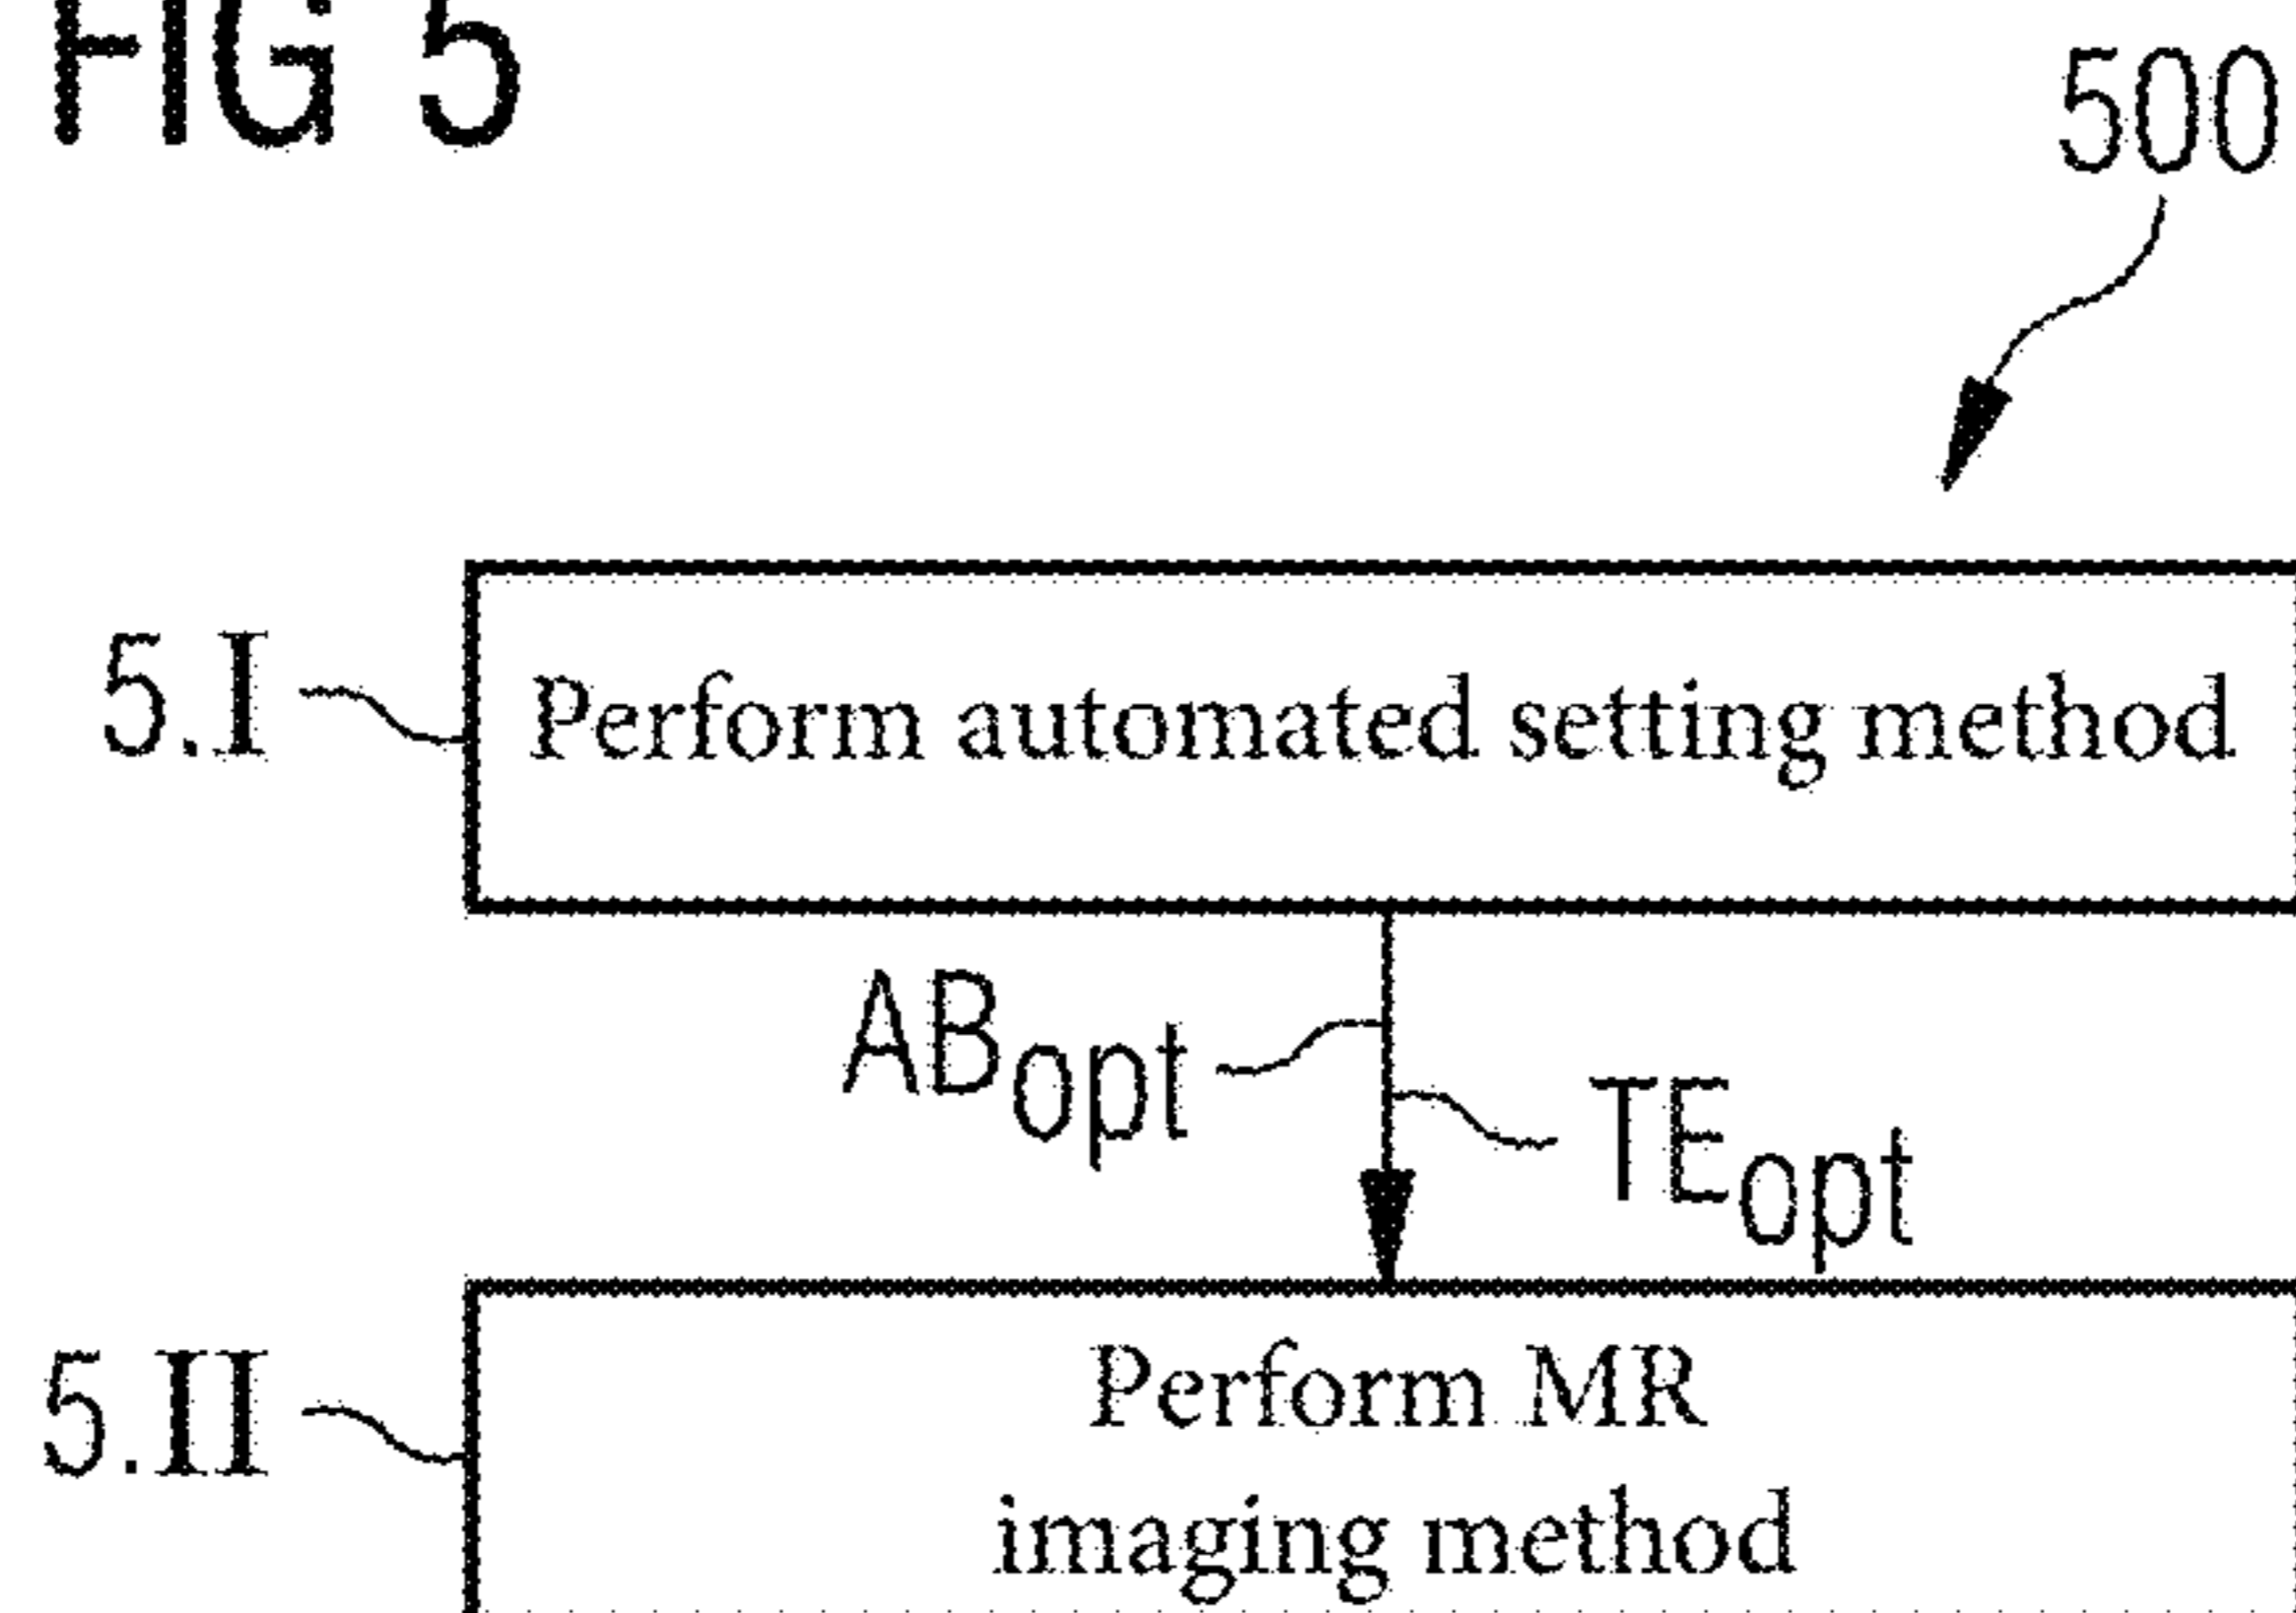 FIG 5
500
5.I
Perform automated setting method
ABopt
TEopt
5.II
Perform MR
imaging method